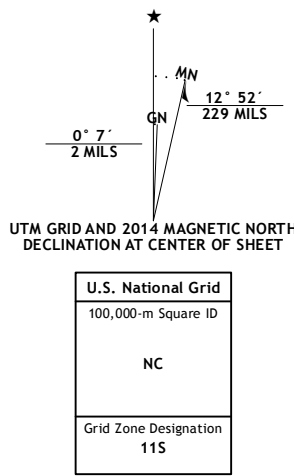 ★
MN
GN
12° 52´
229 MILS
0° 7´
2 MILS
UTM GRID AND 2014 MAGNETIC NORTH
DECLINATION AT CENTER OF SHEET
U.S. National Grid
100,000-m Square ID
NC
Grid Zone Designation
11S